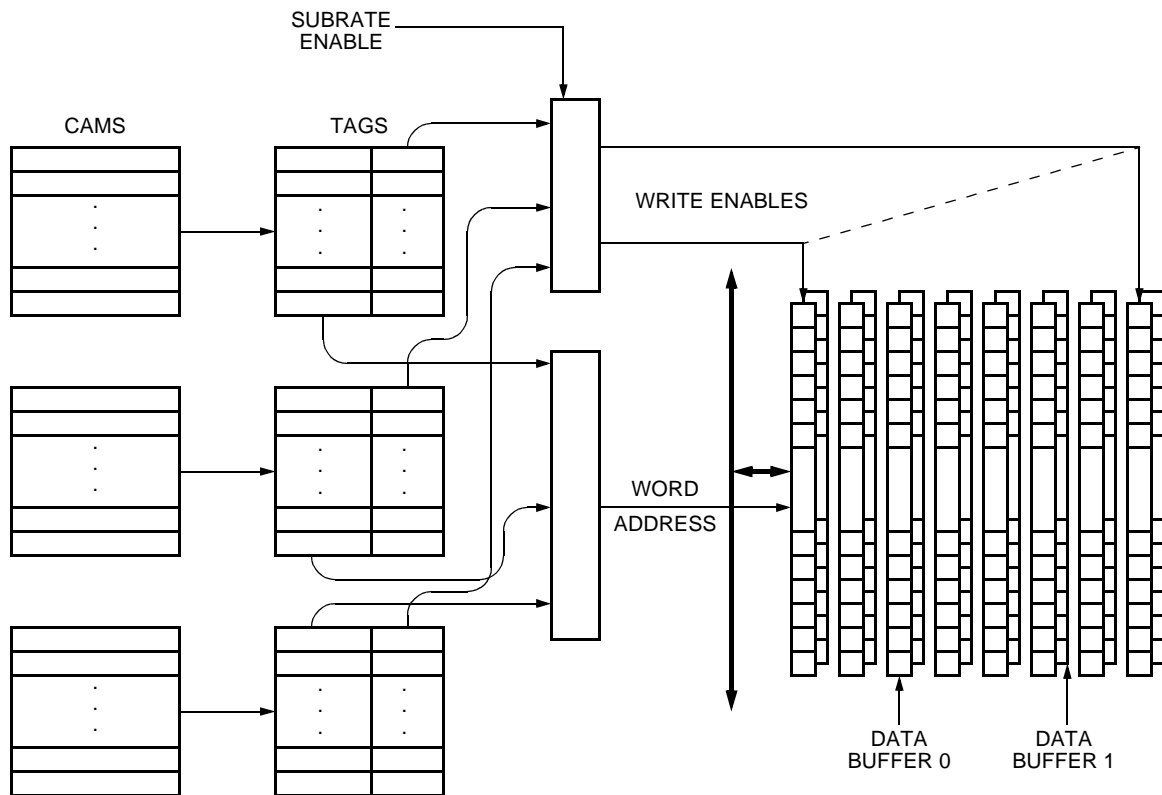 SUBRATE
ENABLE
CAMS
TAGS
WRITE ENABLES
WORD
ADDRESS
DATA
BUFFER 0
DATA
BUFFER 1